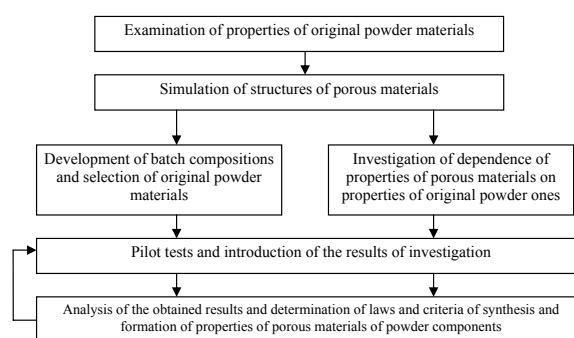 Examination of properties of original powder materials
Simulation of structures of porous materials
Development of batch compositions
and selection of original powder
materials
Investigation of dependence of
properties of porous materials on
properties of original powder ones
Pilot tests and introduction of the results of investigation
Analysis of the obtained results and determination of laws and criteria of synthesis and
formation of properties of porous materials of powder components